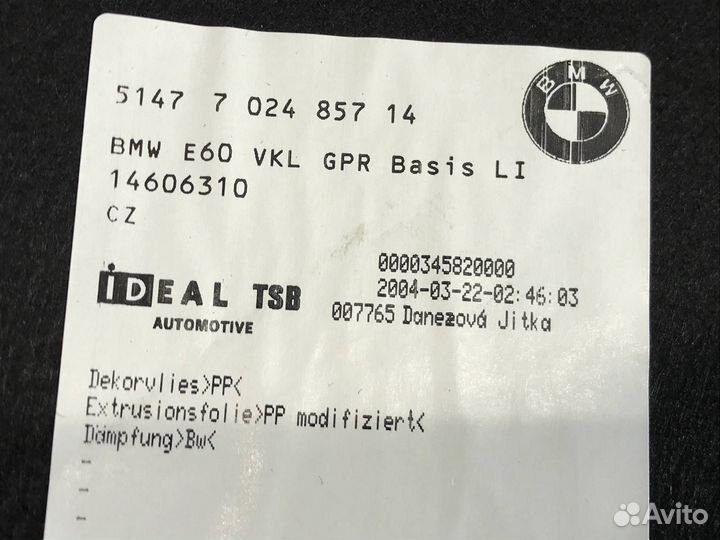 5147 7 024 857 14
BMW
BMW E60 VKL GPR Basis LI
14606310
CZ
0000345820000
IDEAL TSB
2004-03-22-02:46:03
AUTOMOTIVE
007765 Danezová Jitka
Dekorvlies>PP<
Extrusionsfolie>PP modifiziert<
Dämpfung>Bw<
-
-
-
Avito